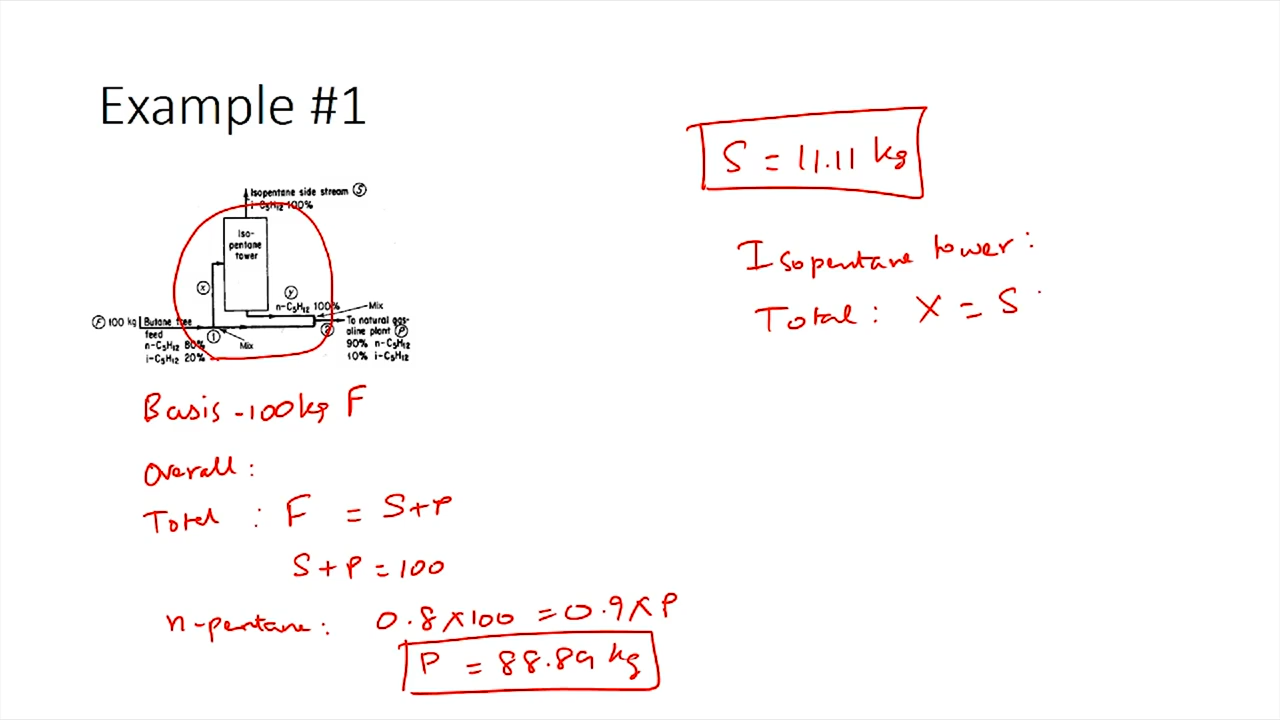 Example #1
Isopentane side stream Ⓢ
i-C5H12 100%
Iso-
pentane
tower
ⓧ
ⓨ
n-C5H12 100%
Mix
Ⓕ 100 kg
Butane free
feed
n-C5H12 80%
i-C5H12 20%
①
Mix
②
To natural gas-
oline plant Ⓟ
90% n-C5H12
10% i-C5H12
Basis - 100 kg F
Overall :
Total : F = S+P
S + P = 100
n-pentane : 0.8 x 100 = 0.9 x P
P = 88.89 kg
S = 11.11 kg
Isopentane tower :
Total : x = S